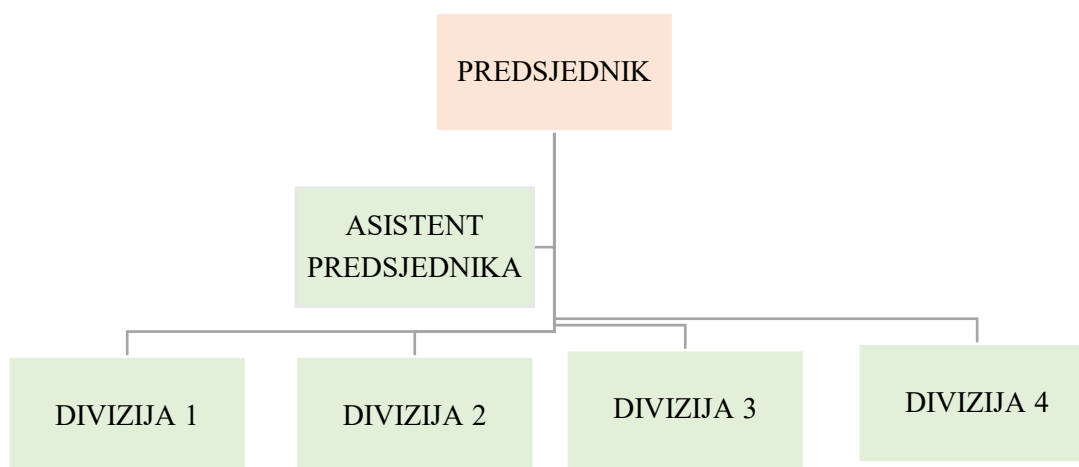 PREDSJEDNIK
ASISTENT
PREDSJEDNIKA
DIVIZIJA 1
DIVIZIJA 2
DIVIZIJA 3
DIVIZIJA 4